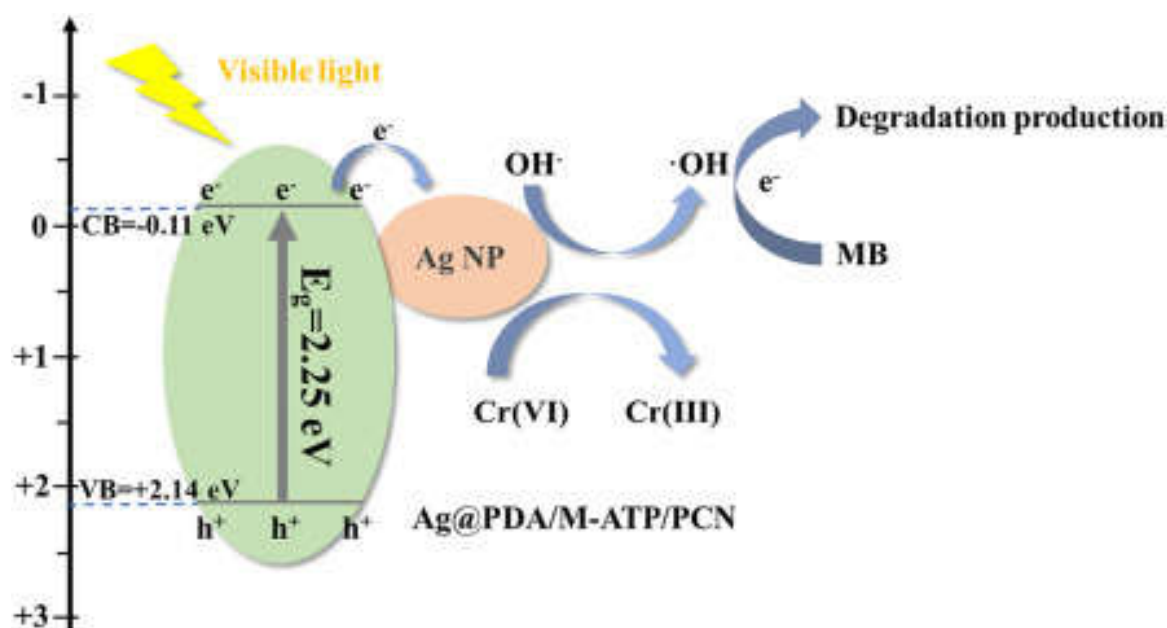 Visible light
-1
0
+1
+2
+3
e⁻
e⁻ e⁻ e⁻
CB=-0.11 eV
E_g=2.25 eV
VB=+2.14 eV
h⁺ h⁺ h⁺
Ag NP
OH⁻
·OH
e⁻
Degradation production
MB
Cr(VI)
Cr(III)
Ag@PDA/M-ATP/PCN